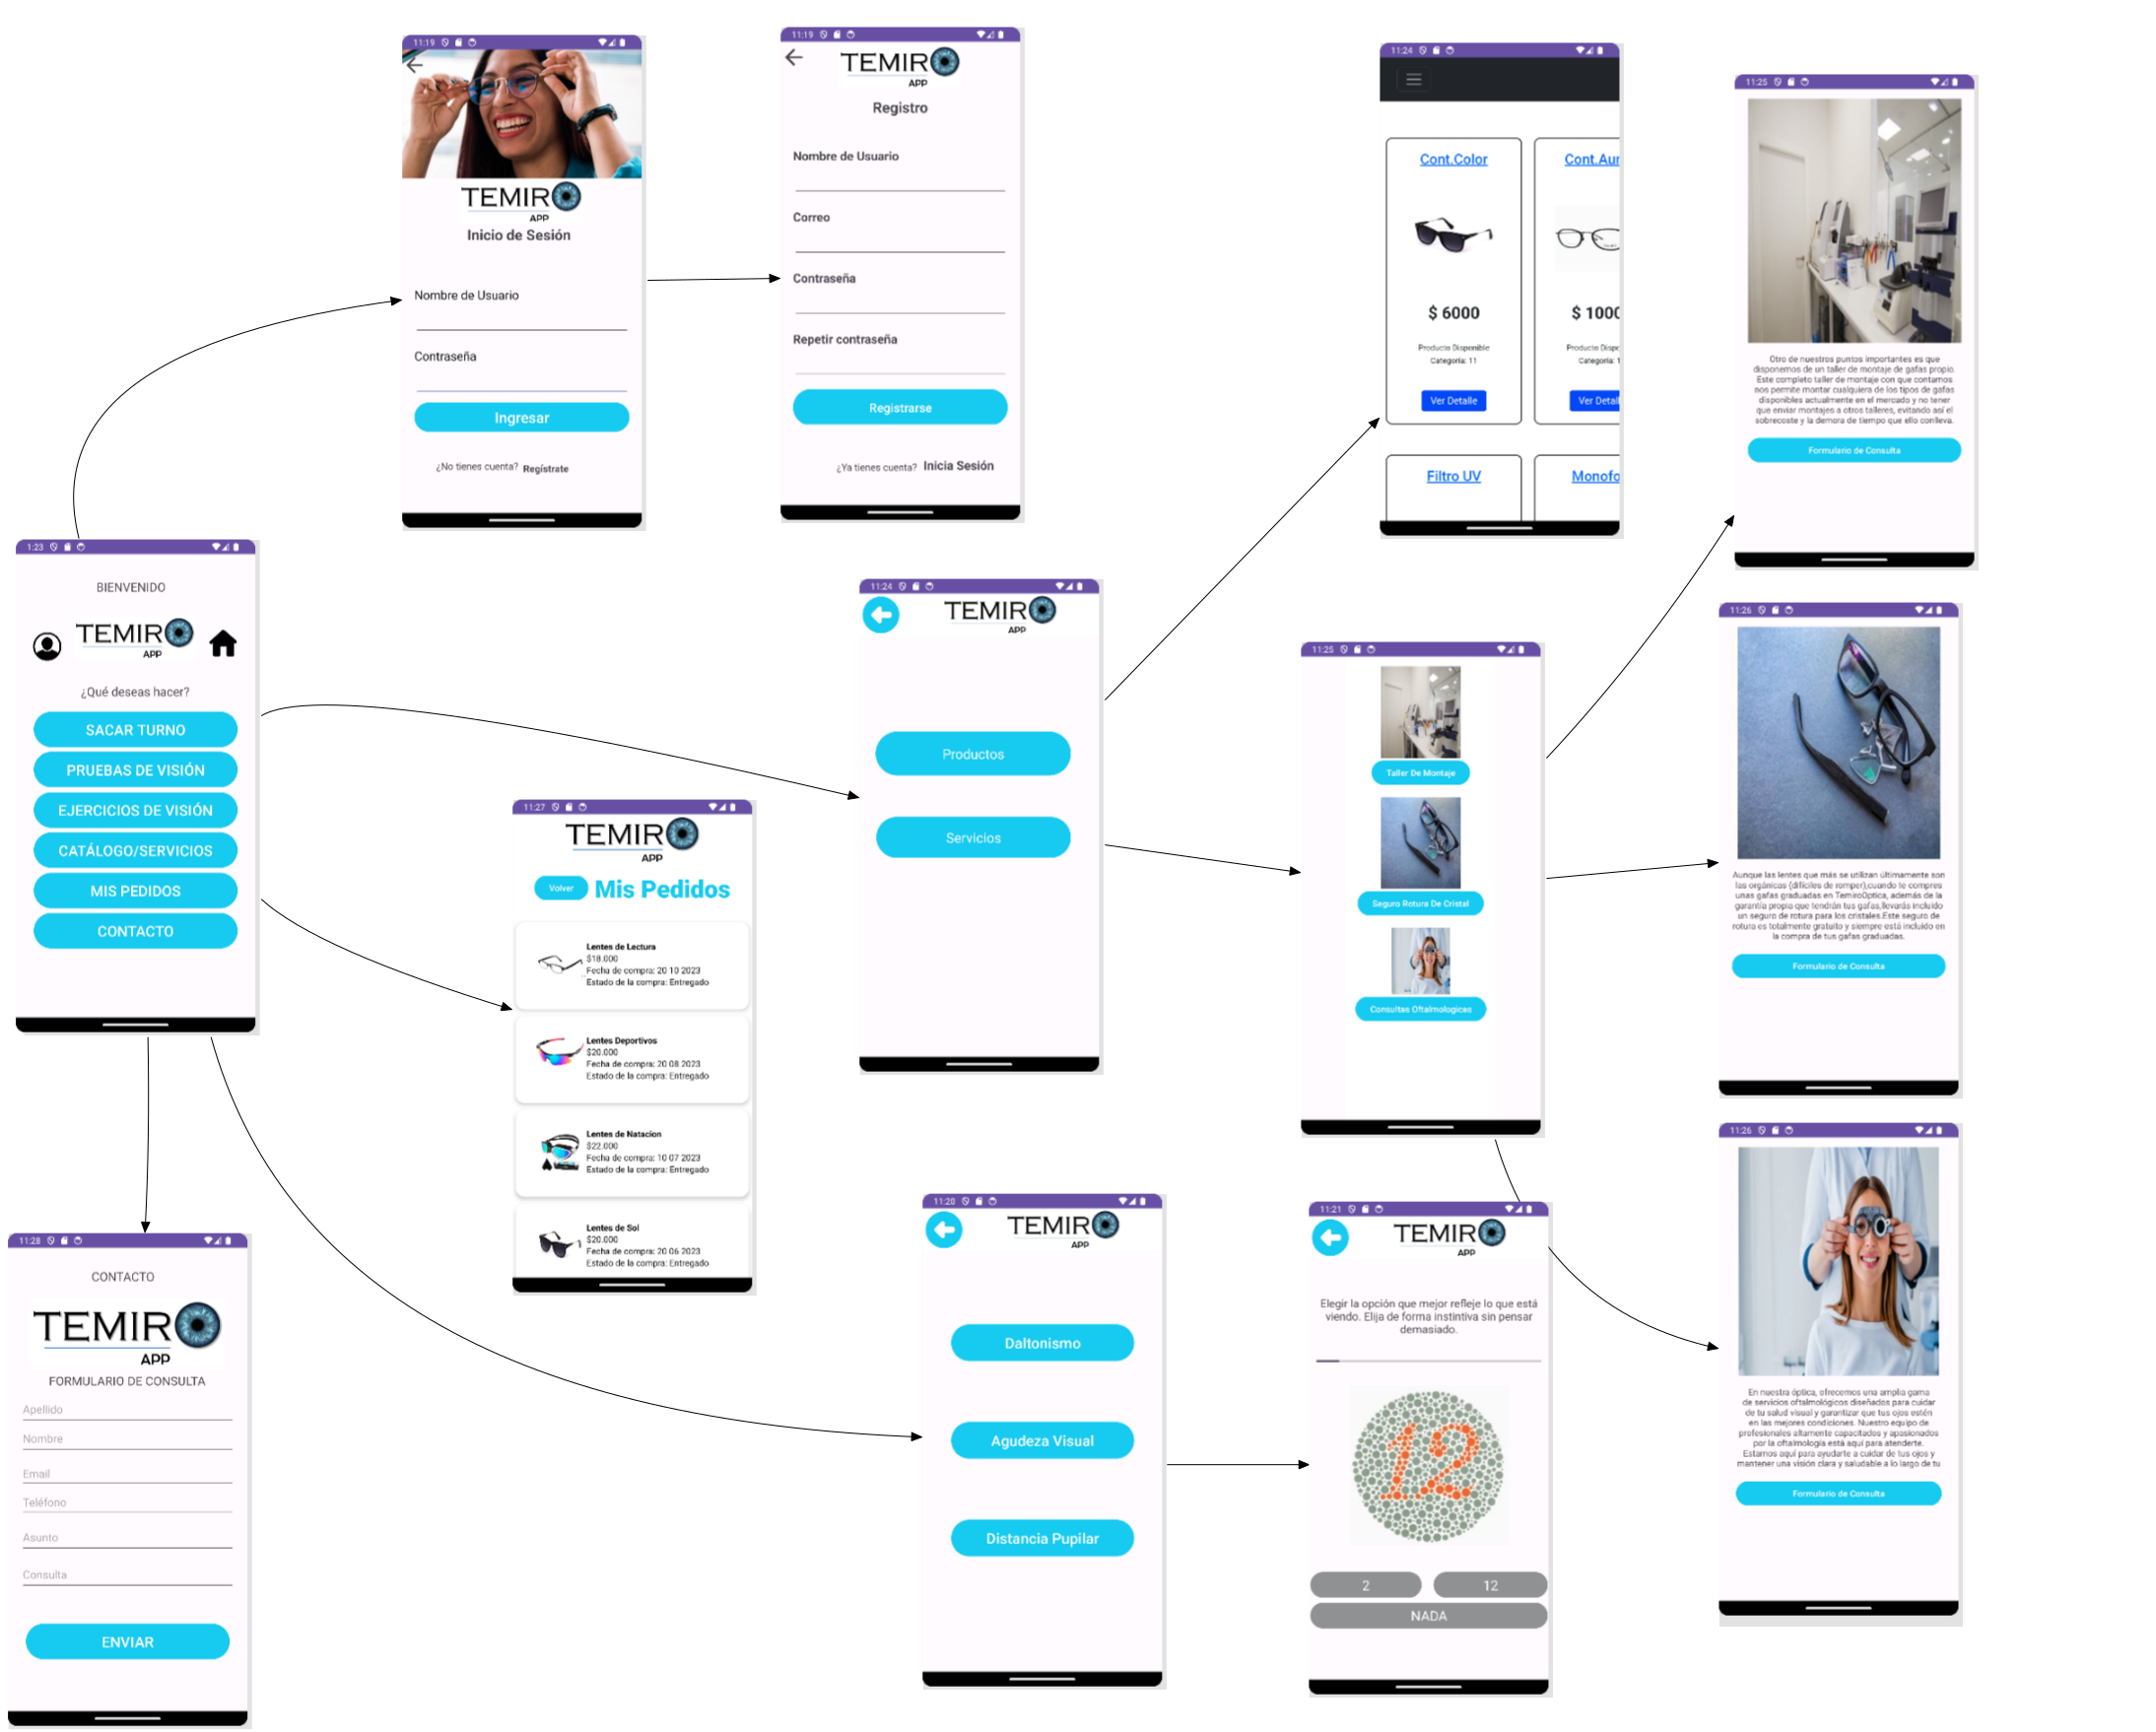 11:19
TEMIRO
APP
Inicio de Sesión
Nombre de Usuario
Contraseña
Ingresar
¿No tienes cuenta? Regístrate
11:19
TEMIRO
APP
Registro
Nombre de Usuario
Correo
Contraseña
Repetir contraseña
Registrarse
¿Ya tienes cuenta? Inicia Sesión
11:24
Cont.Color
$ 6000
Producto Disponible
Categoría: 11
Ver Detalle
Cont.Aur
$ 1000
Producto Dispo
Categoría: 1
Ver Detall
Filtro UV
Monofo
11:25
Otro de nuestros puntos importantes es que
disponemos de un taller de montaje de gafas propio.
Este completo taller de montaje con que contamos
nos permite montar cualquiera de los tipos de gafas
disponibles actualmente en el mercado y no tener
que enviar montajes a otros talleres, evitando así el
sobrecoste y la demora de tiempo que ello conlleva.
Formulario de Consulta
1:23
BIENVENIDO
TEMIRO
APP
¿Qué deseas hacer?
SACAR TURNO
PRUEBAS DE VISIÓN
EJERCICIOS DE VISIÓN
CATÁLOGO/SERVICIOS
MIS PEDIDOS
CONTACTO
11:24
TEMIRO
APP
Productos
Servicios
11:25
Taller De Montaje
Seguro Rotura De Cristal
Consultas Oftalmologicas
11:26
Aunque las lentes que más se utilizan últimamente son
las orgánicas (difíciles de romper),cuando te compres
unas gafas graduadas en TemiroOptica, además de la
garantía propia que tendrán tus gafas,llevarás incluido
un seguro de rotura para los cristales.Este seguro de
rotura es totalmente gratuito y siempre está incluido en
la compra de tus gafas graduadas.
Formulario de Consulta
11:27
TEMIRO
APP
Volver
Mis Pedidos
Lentes de Lectura
$18.000
Fecha de compra: 20 10 2023
Estado de la compra: Entregado
Lentes Deportivos
$20.000
Fecha de compra: 20 08 2023
Estado de la compra: Entregado
Lentes de Natacion
$22.000
Fecha de compra: 10 07 2023
Estado de la compra: Entregado
Lentes de Sol
$20.000
Fecha de compra: 20 06 2023
Estado de la compra: Entregado
11:28
CONTACTO
TEMIRO
APP
FORMULARIO DE CONSULTA
Apellido
Nombre
Email
Teléfono
Asunto
Consulta
ENVIAR
11:20
TEMIRO
APP
Daltonismo
Agudeza Visual
Distancia Pupilar
11:21
TEMIRO
APP
Elegir la opción que mejor refleje lo que está
viendo. Elija de forma instintiva sin pensar
demasiado.
12
2
12
NADA
11:26
En nuestra óptica, ofrecemos una amplia gama
de servicios oftalmológicos diseñados para cuidar
de tu salud visual y garantizar que tus ojos estén
en las mejores condiciones. Nuestro equipo de
profesionales altamente capacitados y apasionados
por la oftalmología está aquí para atenderte.
Estamos aquí para ayudarte a cuidar de tus ojos y
mantener una visión clara y saludable a lo largo de tu
Formulario de Consulta